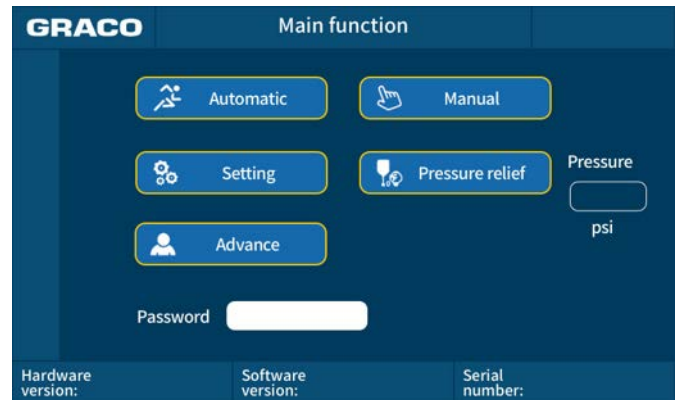 GRACO
Main function
Automatic
Manual
Setting
Pressure relief
Pressure
psi
Advance
Password
Hardware
version:
Software
version:
Serial
number: